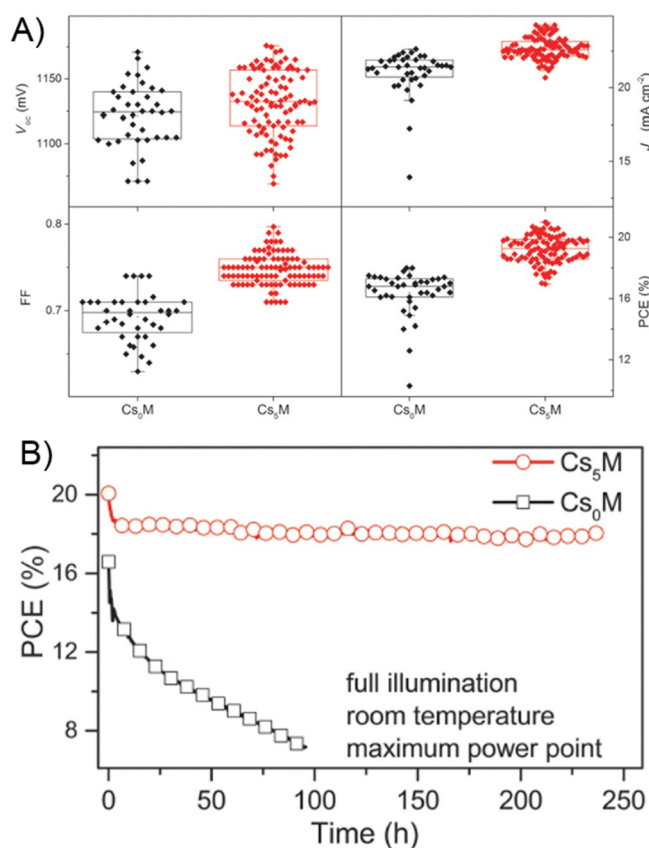 A)
V_oc (mV)
1150
1100
J (mA cm⁻²)
21
15
FF
0.8
0.7
PCE (%)
20
16
12
Cs₀M
Cs₅M
Cs₀M
Cs₅M
B)
PCE (%)
20
16
12
8
Cs₅M
Cs₀M
full illumination
room temperature
maximum power point
0
50
100
150
200
250
Time (h)